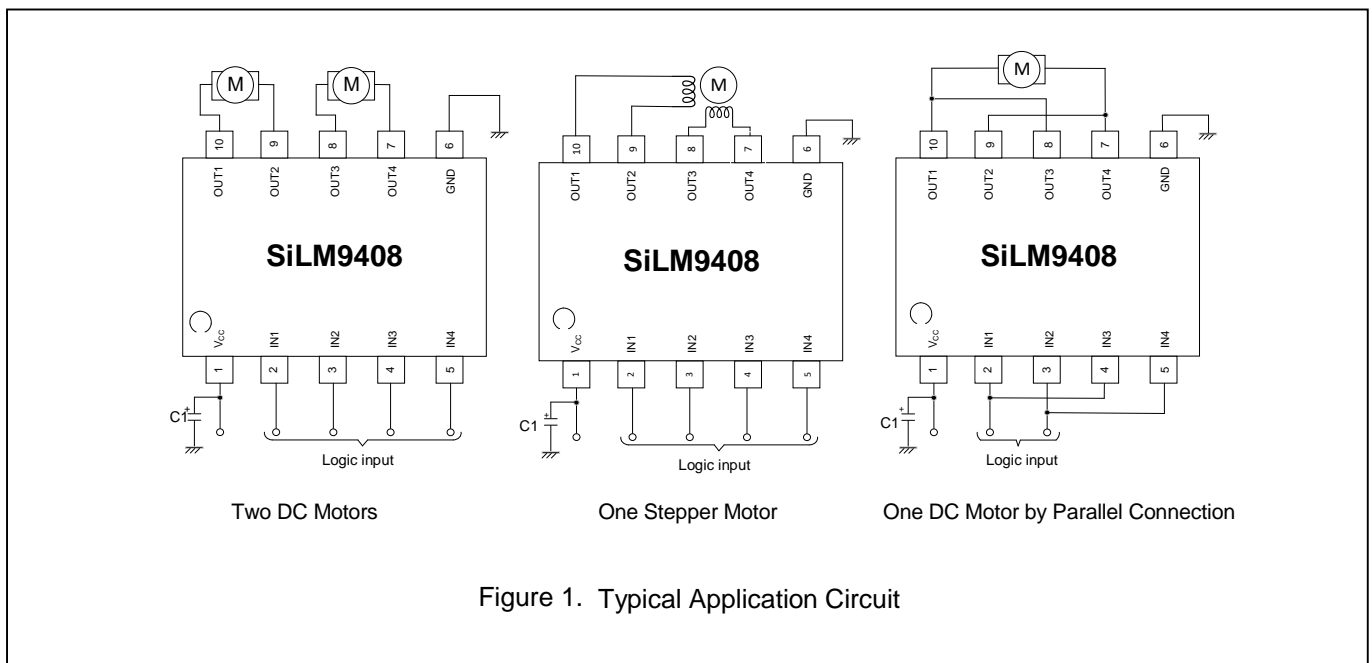 M
M
10
9
8
7
6
OUT1
OUT2
OUT3
OUT4
GND
SiLM9408
VCC
IN1
IN2
IN3
IN4
1
2
3
4
5
C1
+
Logic input
Two DC Motors
M
10
9
8
7
6
OUT1
OUT2
OUT3
OUT4
GND
SiLM9408
VCC
IN1
IN2
IN3
IN4
1
2
3
4
5
C1
+
Logic input
One Stepper Motor
M
10
9
8
7
6
OUT1
OUT2
OUT3
OUT4
GND
SiLM9408
VCC
IN1
IN2
IN3
IN4
1
2
3
4
5
C1
+
Logic input
One DC Motor by Parallel Connection
Figure 1. Typical Application Circuit